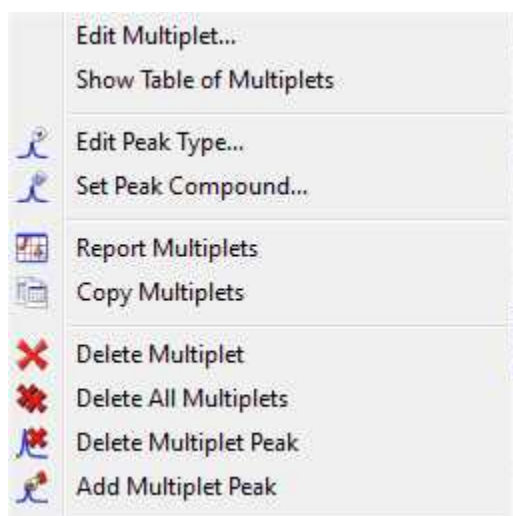 Edit Multiplet...
Show Table of Multiplets
Edit Peak Type...
Set Peak Compound...
Report Multiplets
Copy Multiplets
Delete Multiplet
Delete All Multiplets
Delete Multiplet Peak
Add Multiplet Peak